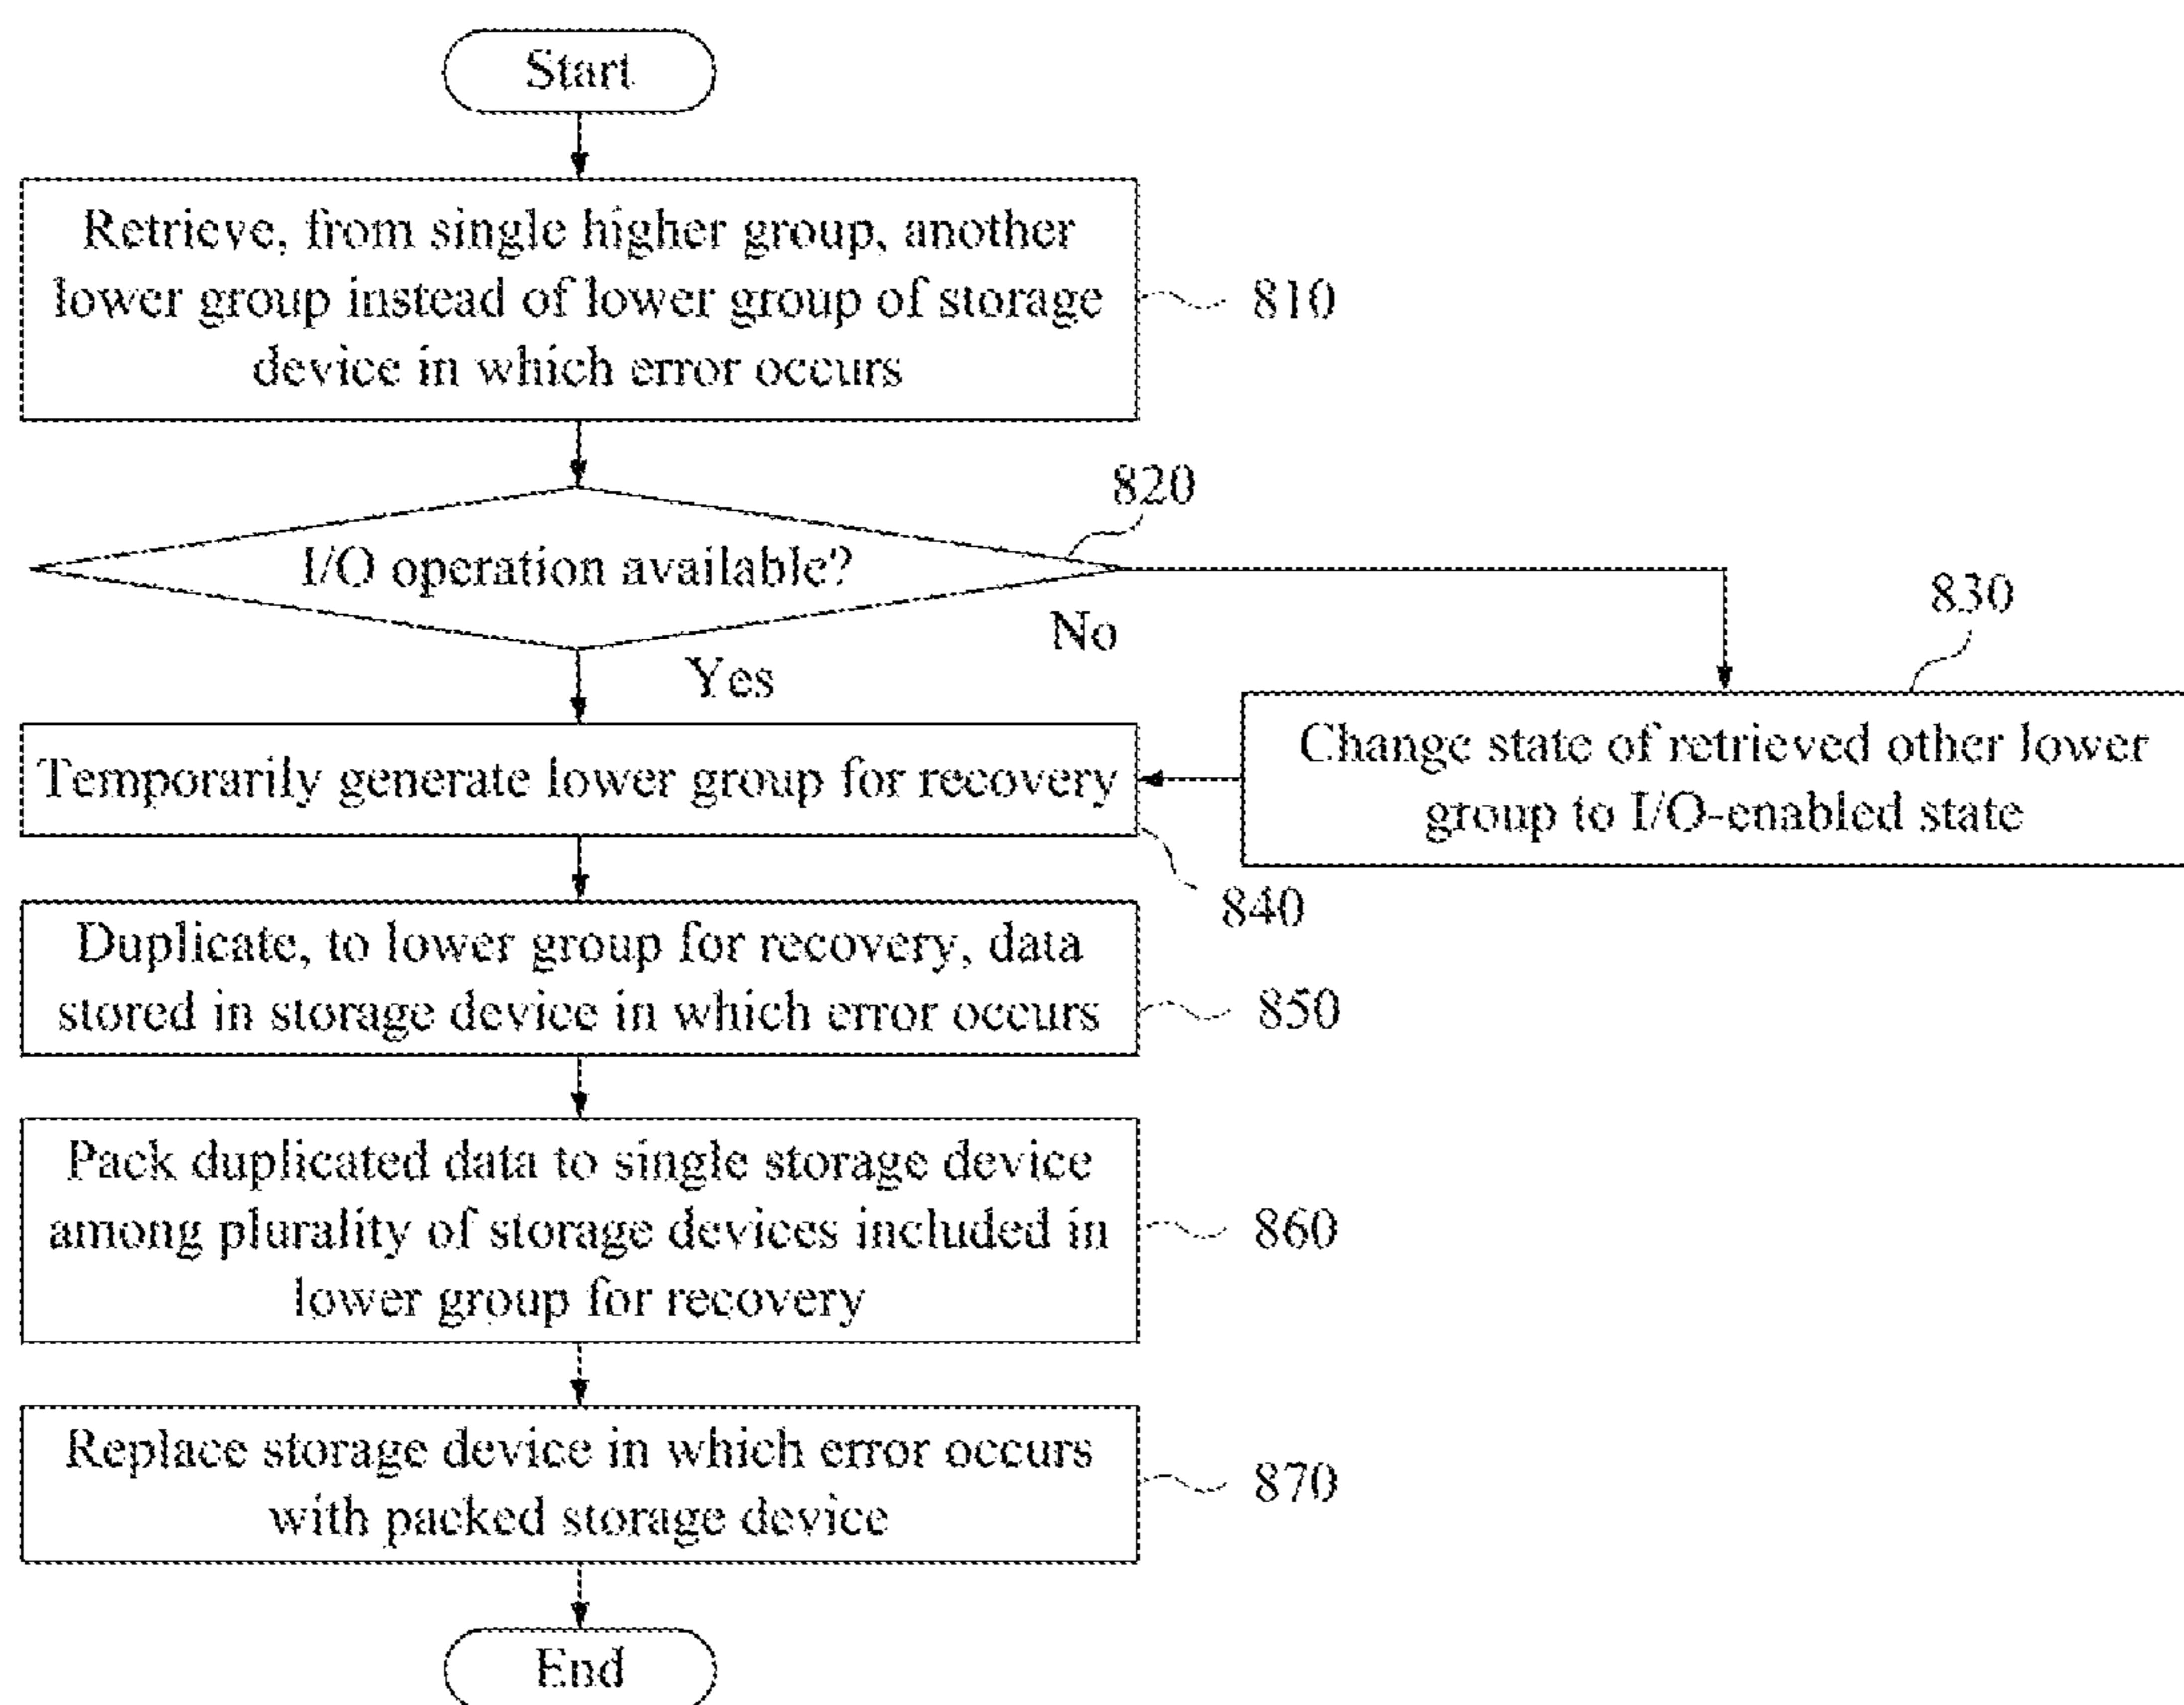 Start
Retrieve, from single higher group, another
lower group instead of lower group of storage
device in which error occurs
810
820
I/O operation available?
No
Yes
830
Change state of retrieved other lower
group to I/O-enabled state
Temporarily generate lower group for recovery
840
Duplicate, to lower group for recovery, data
stored in storage device in which error occurs
850
Pack duplicated data to single storage device
among plurality of storage devices included in
lower group for recovery
860
Replace storage device in which error occurs
with packed storage device
870
End